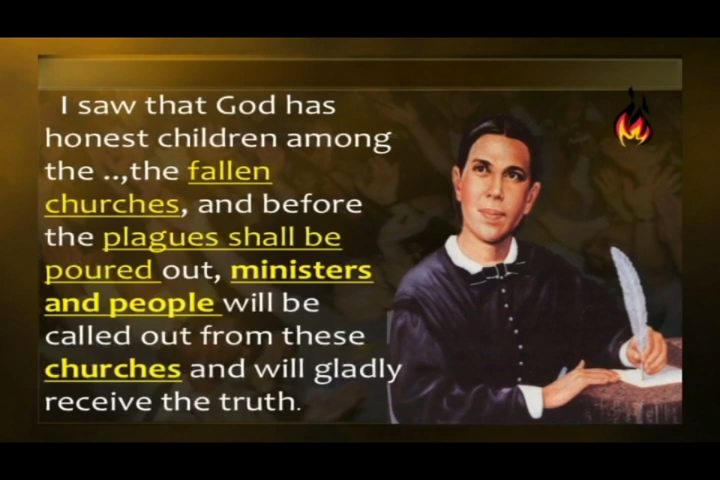 I saw that God has
honest children among
the ..,the fallen
churches, and before
the plagues shall be
poured out, ministers
and people will be
called out from these
churches and will gladly
receive the truth.